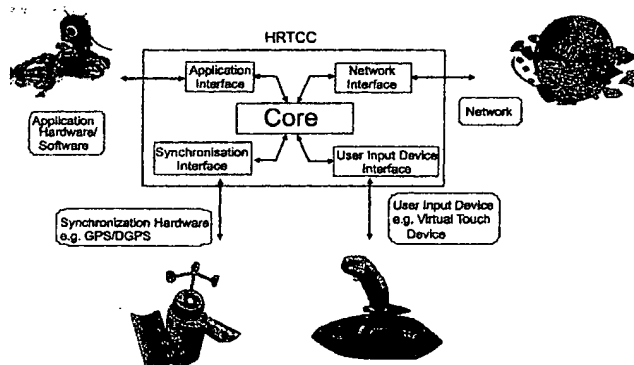 HRTCC
Application
Interface
Network
Interface
Core
Synchronisation
Interface
User Input Device
Interface
Application
Hardware/
Software
Network
Synchronization Hardware
e.g. GPS/DGPS
User Input Device
e.g. Virtual Touch
Device